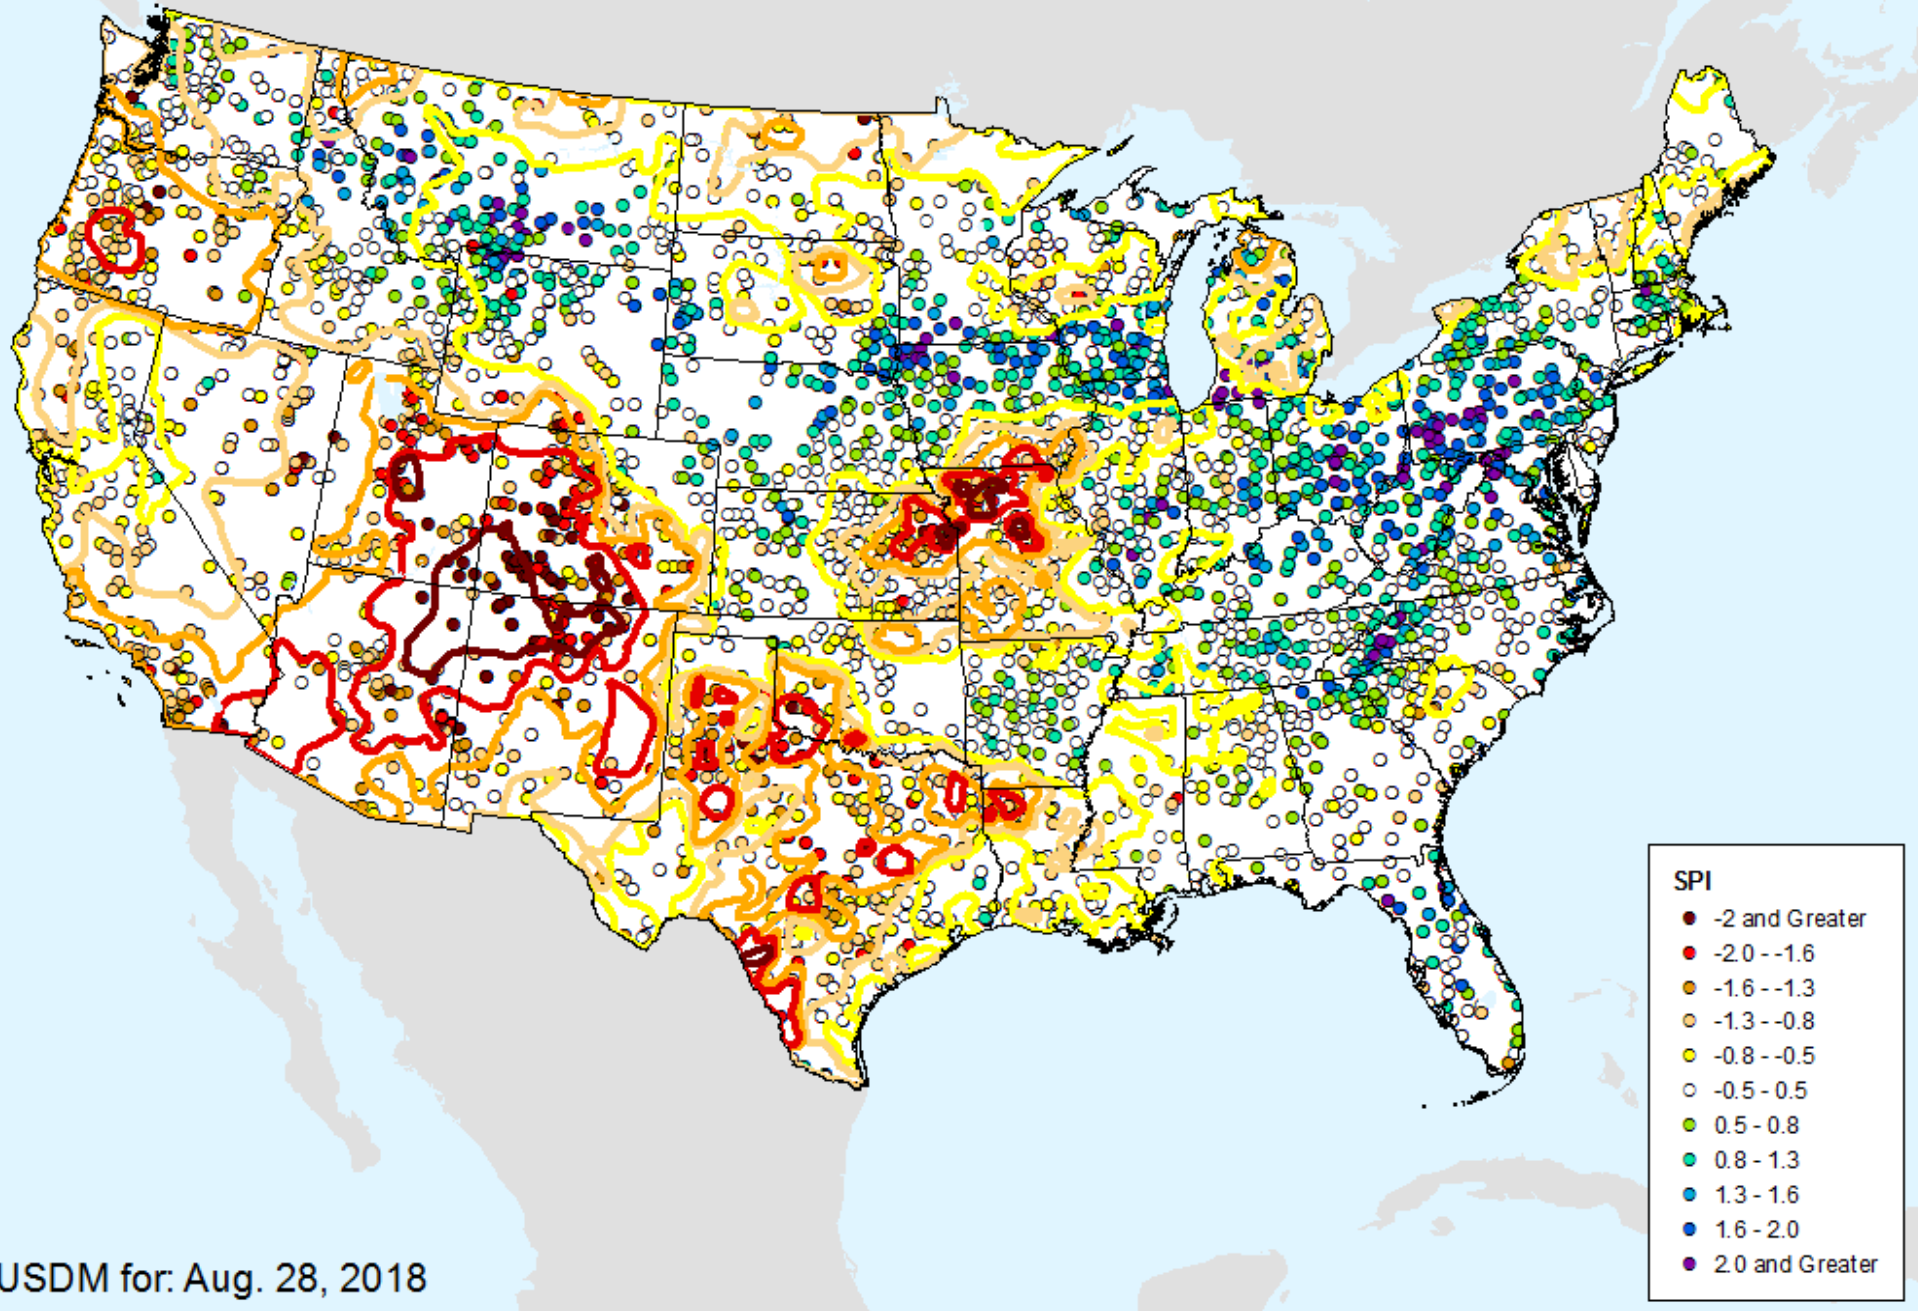 SPI
-2 and Greater
-2.0 - -1.6
-1.6 - -1.3
-1.3 - -0.8
-0.8 - -0.5
-0.5 - 0.5
0.5 - 0.8
0.8 - 1.3
1.3 - 1.6
1.6 - 2.0
2.0 and Greater
USDM for: Aug. 28, 2018